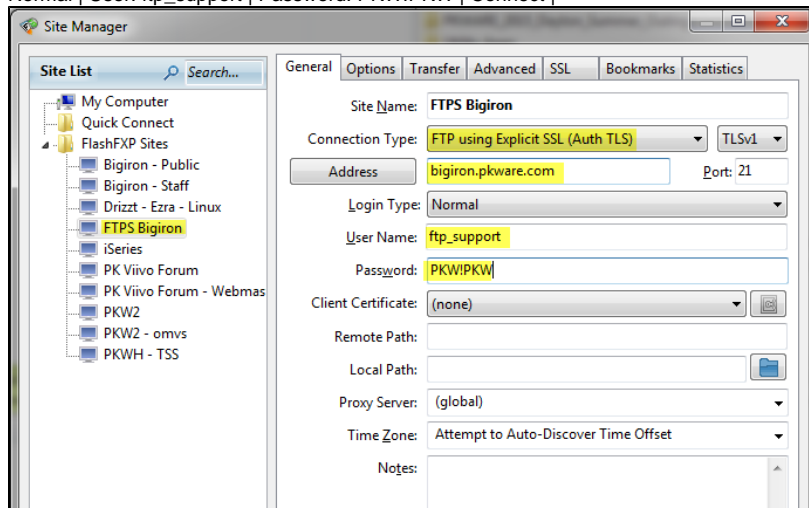 Site Manager
Site List Search...
My Computer
Quick Connect
FlashFXP Sites
Bigiron - Public
Bigiron - Staff
Drizzt - Ezra - Linux
FTPS Bigiron
iSeries
PK Viivo Forum
PK Viivo Forum - Webmas
PKW2
PKW2 - omvs
PKWH - TSS
General Options Transfer Advanced SSL Bookmarks Statistics
Site Name: FTPS Bigiron
Connection Type: FTP using Explicit SSL (Auth TLS) TLSv1
Address bigiron.pkware.com Port: 21
Login Type: Normal
User Name: ftp_support
Password: PKW!PKW
Client Certificate: (none)
Remote Path:
Local Path:
Proxy Server: (global)
Time Zone: Attempt to Auto-Discover Time Offset
Notes: